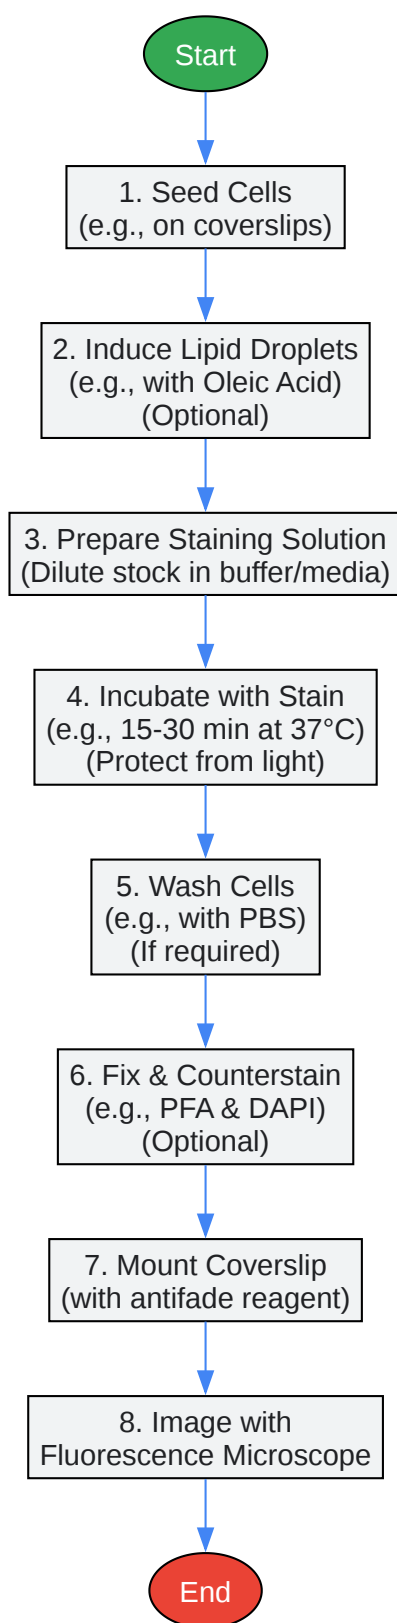 Start
1. Seed Cells
(e.g., on coverslips)
2. Induce Lipid Droplets
(e.g., with Oleic Acid)
(Optional)
3. Prepare Staining Solution
(Dilute stock in buffer/media)
4. Incubate with Stain
(e.g., 15-30 min at 37°C)
(Protect from light)
5. Wash Cells
(e.g., with PBS)
(If required)
6. Fix & Counterstain
(e.g., PFA & DAPI)
(Optional)
7. Mount Coverslip
(with antifade reagent)
8. Image with
Fluorescence Microscope
End